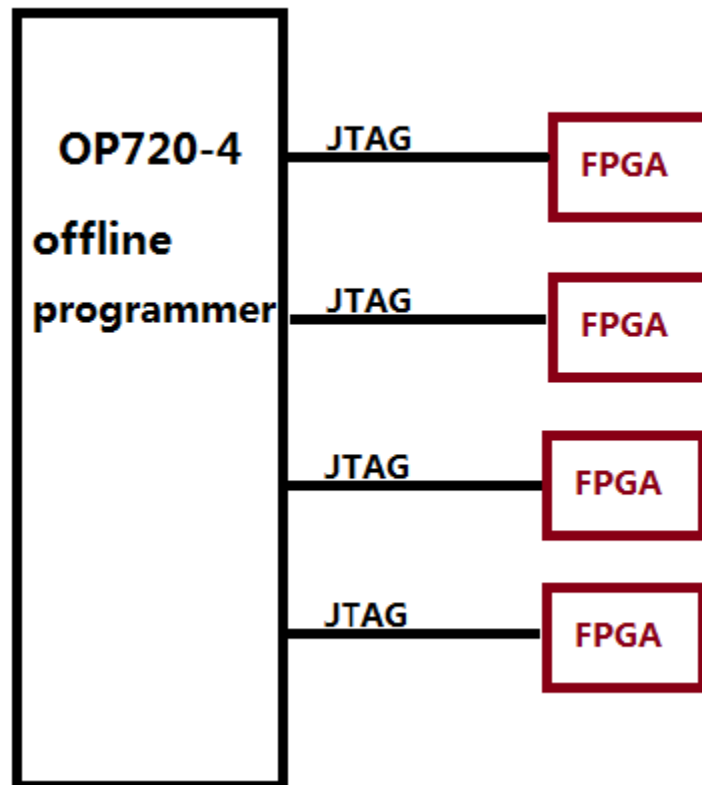 OP720-4
offline
programmer
JTAG
FPGA
JTAG
FPGA
JTAG
FPGA
JTAG
FPGA